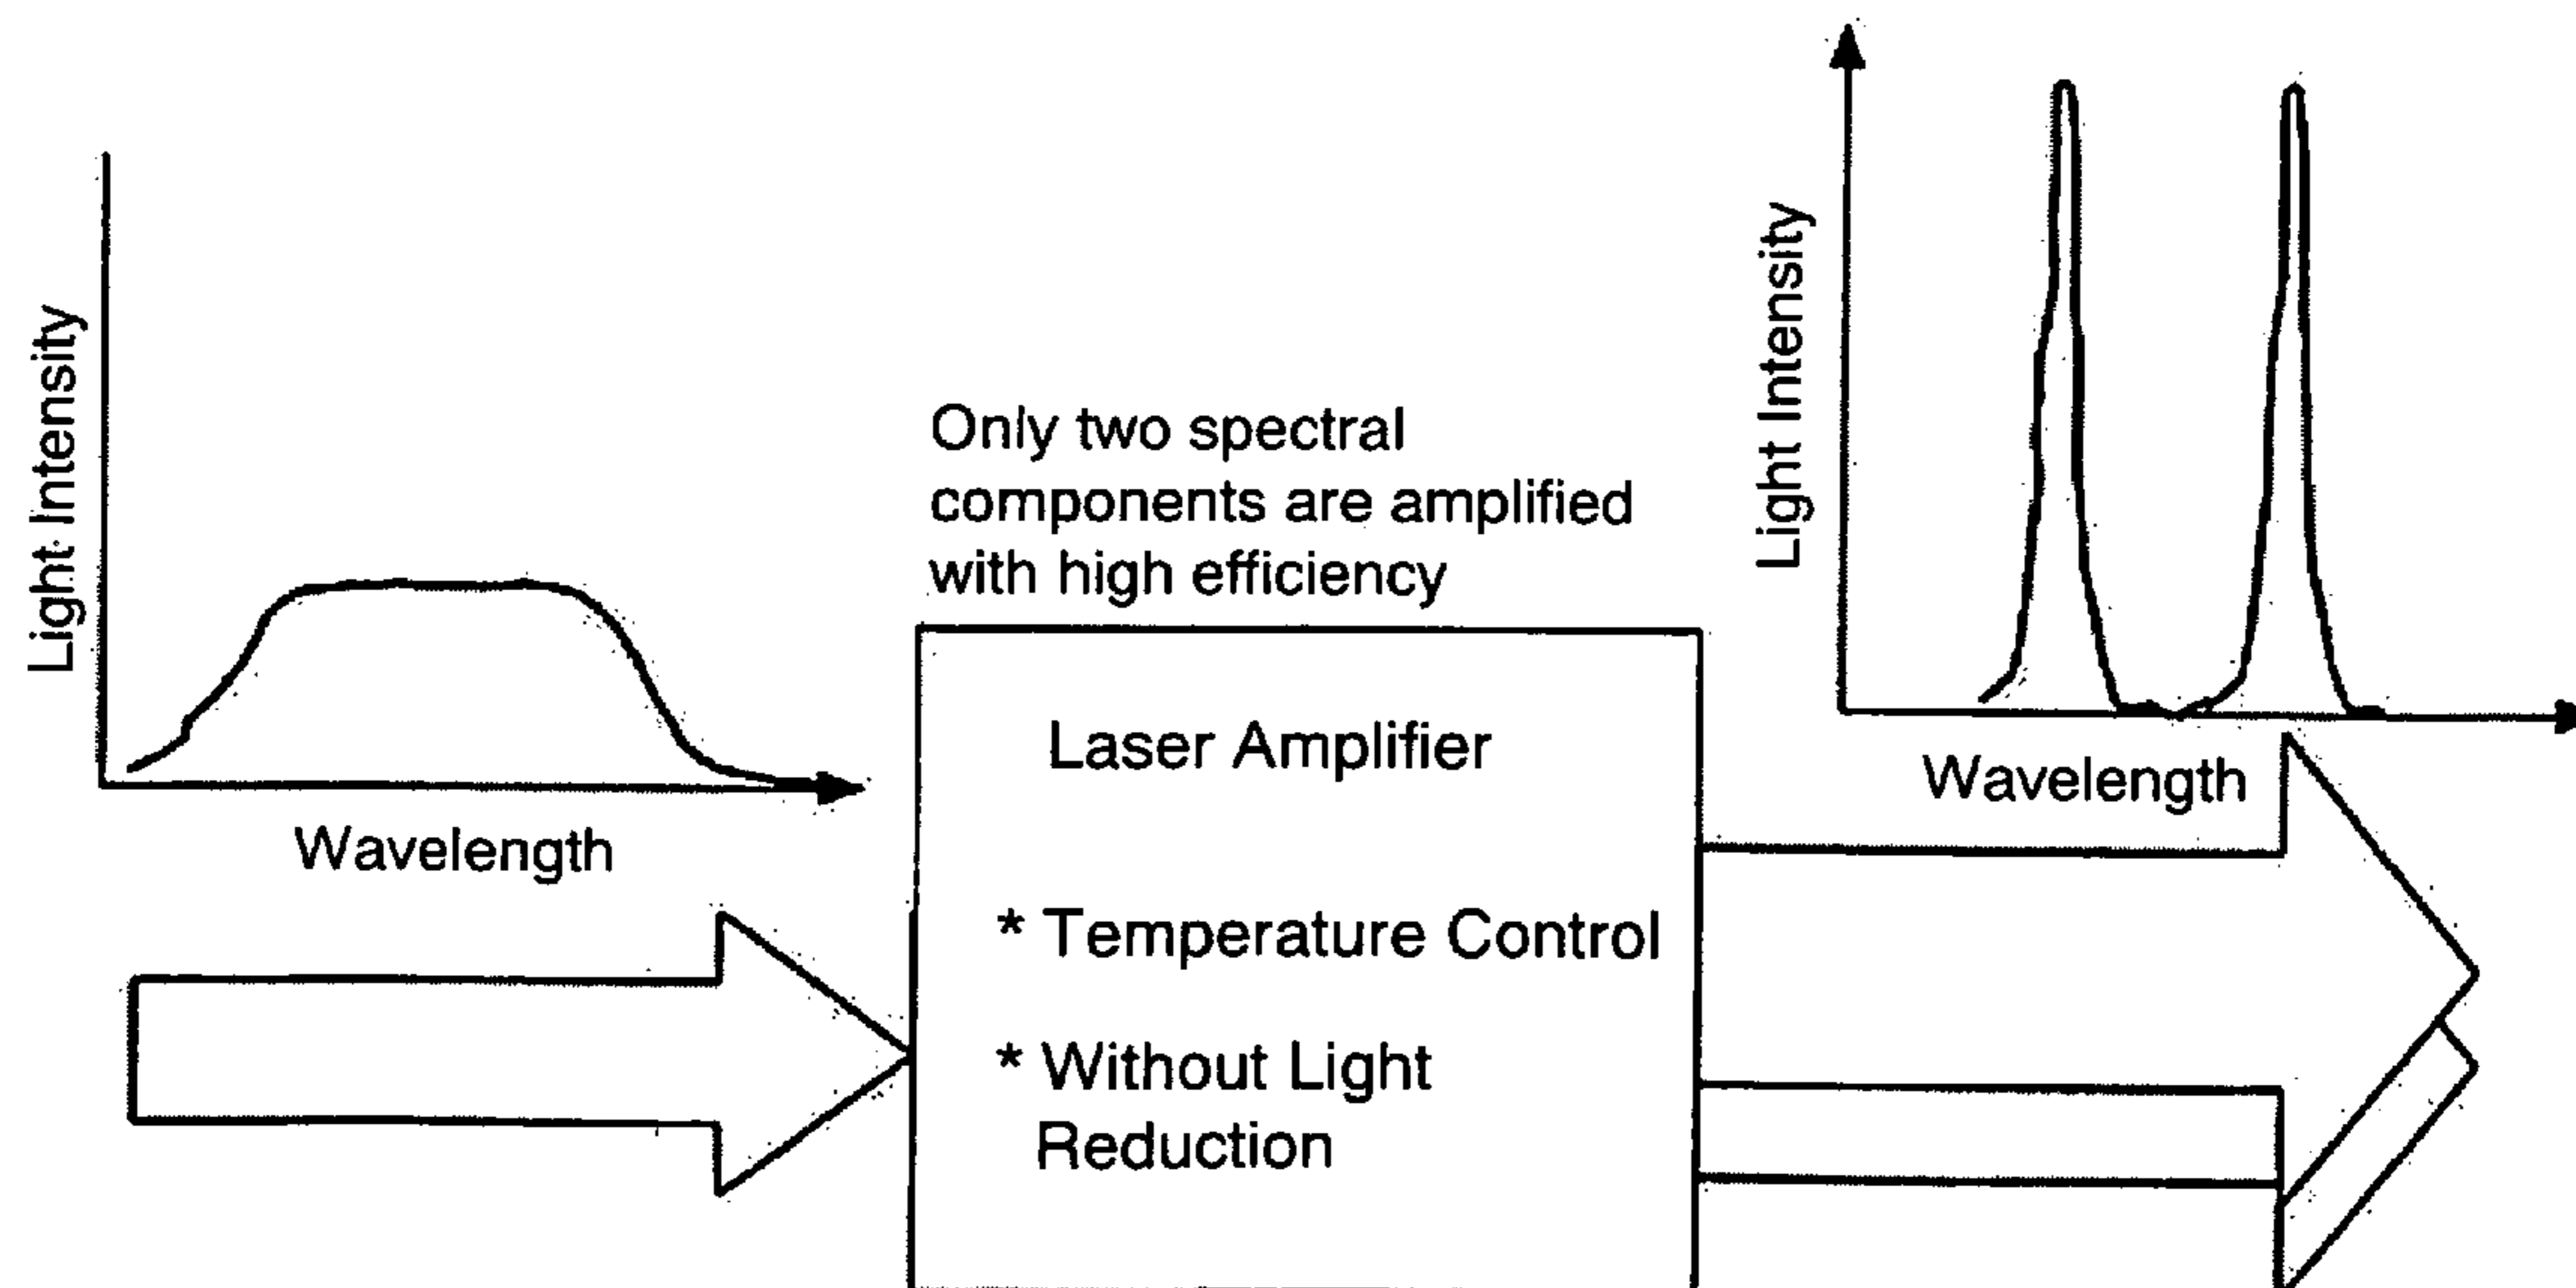 Light Intensity
Wavelength
Only two spectral
components are amplified
with high efficiency
Laser Amplifier
* Temperature Control
* Without Light
Reduction
Light Intensity
Wavelength